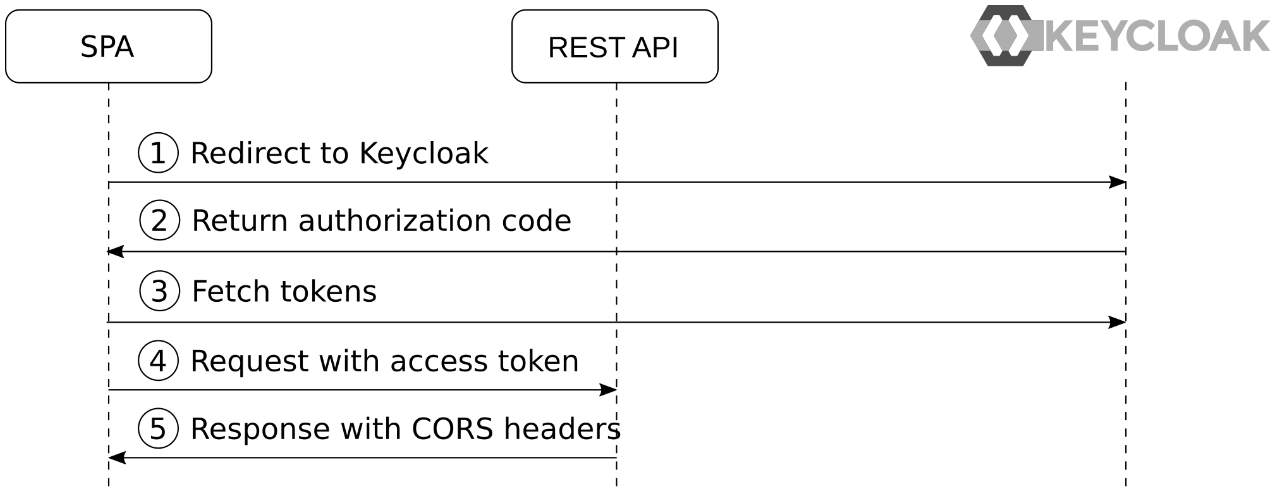 SPA
REST API
KEYCLOAK
1 Redirect to Keycloak
2 Return authorization code
3 Fetch tokens
4 Request with access token
5 Response with CORS headers